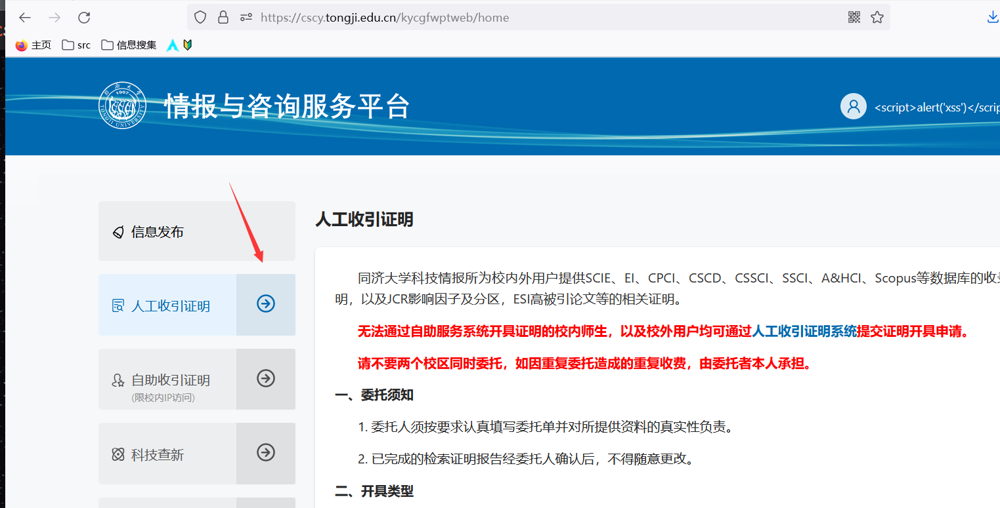 https://cscy.tongji.edu.cn/kycgfwptweb/home
主页 src 信息搜集
1907
TONGJI UNIVERSITY
情报与咨询服务平台
<script>alert('xss')</scrip
信息发布
人工收引证明
自助收引证明
(限校内IP访问)
科技查新
人工收引证明
同济大学科技情报所为校内外用户提供SCIE、EI、CPCI、CSCD、CSSCI、SSCI、A&HCI、Scopus等数据库的收录
明，以及JCR影响因子及分区，ESI高被引论文等的相关证明。
无法通过自助服务系统开具证明的校内师生，以及校外用户均可通过人工收引证明系统提交证明开具申请。
请不要两个校区同时委托，如因重复委托造成的重复收费，由委托者本人承担。
一、委托须知
1. 委托人须按要求认真填写委托单并对所提供资料的真实性负责。
2. 已完成的检索证明报告经委托人确认后，不得随意更改。
二、开具类型